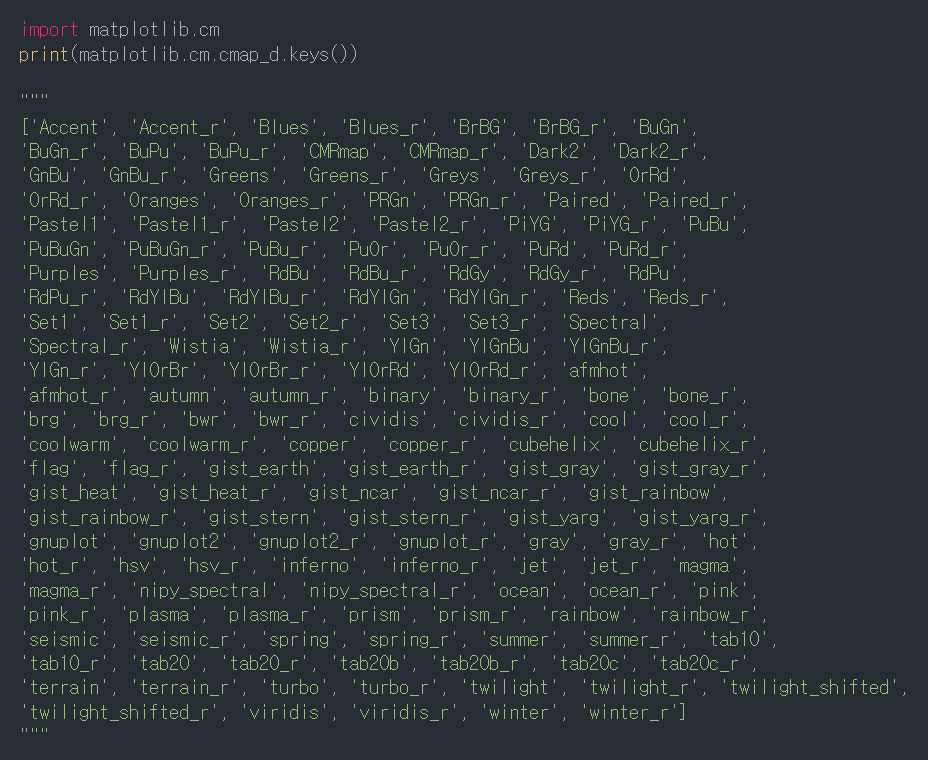 import matplotlib.cm
print(matplotlib.cm.cmap_d.keys())
"""
['Accent', 'Accent_r', 'Blues', 'Blues_r', 'BrBG', 'BrBG_r', 'BuGn',
'BuGn_r', 'BuPu', 'BuPu_r', 'CMRmap', 'CMRmap_r', 'Dark2', 'Dark2_r',
'GnBu', 'GnBu_r', 'Greens', 'Greens_r', 'Greys', 'Greys_r', 'OrRd',
'OrRd_r', 'Oranges', 'Oranges_r', 'PRGn', 'PRGn_r', 'Paired', 'Paired_r',
'Pastel1', 'Pastel1_r', 'Pastel2', 'Pastel2_r', 'PiYG', 'PiYG_r', 'PuBu',
'PuBuGn', 'PuBuGn_r', 'PuBu_r', 'PuOr', 'PuOr_r', 'PuRd', 'PuRd_r',
'Purples', 'Purples_r', 'RdBu', 'RdBu_r', 'RdGy', 'RdGy_r', 'RdPu',
'RdPu_r', 'RdYlBu', 'RdYlBu_r', 'RdYlGn', 'RdYlGn_r', 'Reds', 'Reds_r',
'Set1', 'Set1_r', 'Set2', 'Set2_r', 'Set3', 'Set3_r', 'Spectral',
'Spectral_r', 'Wistia', 'Wistia_r', 'YlGn', 'YlGnBu', 'YlGnBu_r',
'YlGn_r', 'YlOrBr', 'YlOrBr_r', 'YlOrRd', 'YlOrRd_r', 'afmhot',
'afmhot_r', 'autumn', 'autumn_r', 'binary', 'binary_r', 'bone', 'bone_r',
'brg', 'brg_r', 'bwr', 'bwr_r', 'cividis', 'cividis_r', 'cool', 'cool_r',
'coolwarm', 'coolwarm_r', 'copper', 'copper_r', 'cubehelix', 'cubehelix_r',
'flag', 'flag_r', 'gist_earth', 'gist_earth_r', 'gist_gray', 'gist_gray_r',
'gist_heat', 'gist_heat_r', 'gist_ncar', 'gist_ncar_r', 'gist_rainbow',
'gist_rainbow_r', 'gist_stern', 'gist_stern_r', 'gist_yarg', 'gist_yarg_r',
'gnuplot', 'gnuplot2', 'gnuplot2_r', 'gnuplot_r', 'gray', 'gray_r', 'hot',
'hot_r', 'hsv', 'hsv_r', 'inferno', 'inferno_r', 'jet', 'jet_r', 'magma',
'magma_r', 'nipy_spectral', 'nipy_spectral_r', 'ocean', 'ocean_r', 'pink',
'pink_r', 'plasma', 'plasma_r', 'prism', 'prism_r', 'rainbow', 'rainbow_r',
'seismic', 'seismic_r', 'spring', 'spring_r', 'summer', 'summer_r', 'tab10',
'tab10_r', 'tab20', 'tab20_r', 'tab20b', 'tab20b_r', 'tab20c', 'tab20c_r',
'terrain', 'terrain_r', 'turbo', 'turbo_r', 'twilight', 'twilight_r', 'twilight_shifted',
'twilight_shifted_r', 'viridis', 'viridis_r', 'winter', 'winter_r']
"""